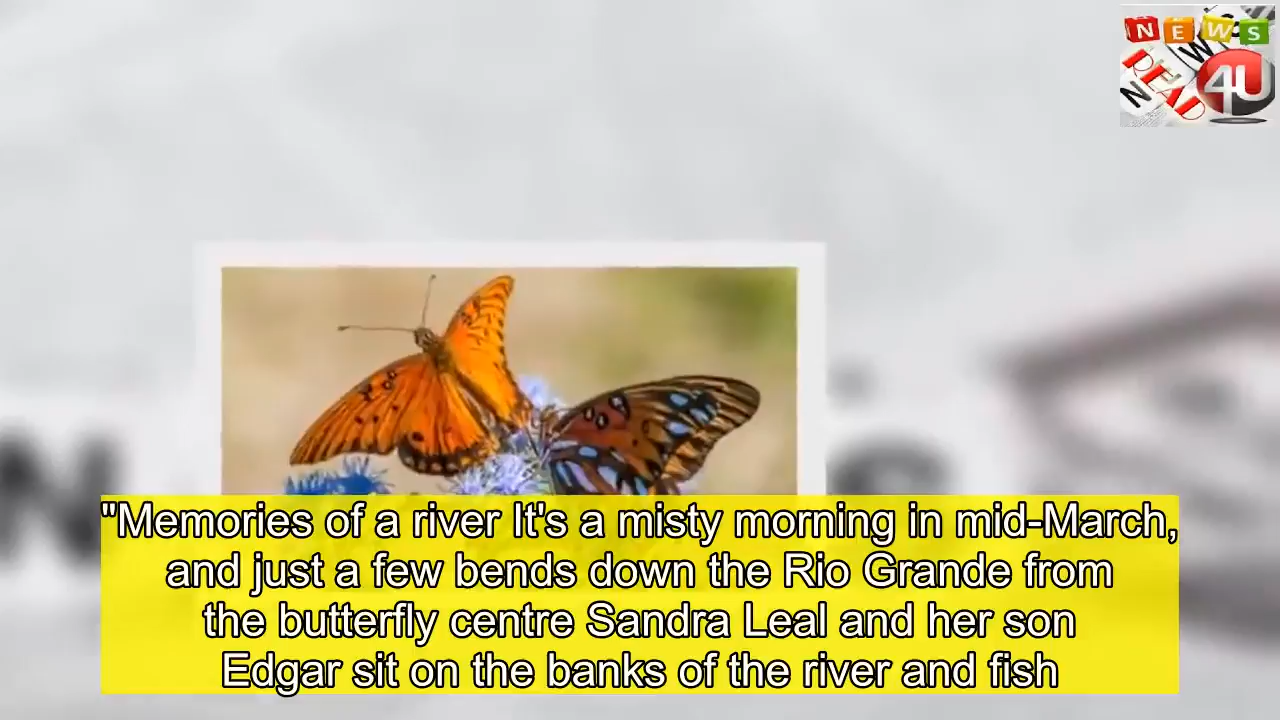 NEWS
READ
4U
"Memories of a river It's a misty morning in mid-March,
and just a few bends down the Rio Grande from
the butterfly centre Sandra Leal and her son
Edgar sit on the banks of the river and fish